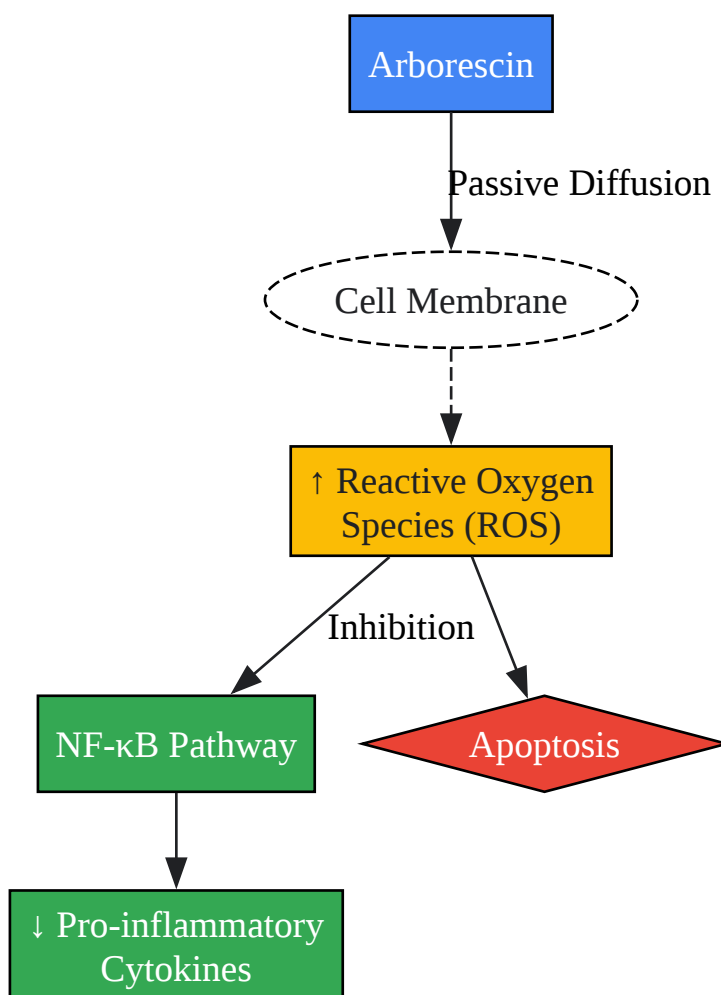 Arborescin
Passive Diffusion
Cell Membrane
↑ Reactive Oxygen
Species (ROS)
Inhibition
NF-κB Pathway
Apoptosis
↓ Pro-inflammatory
Cytokines